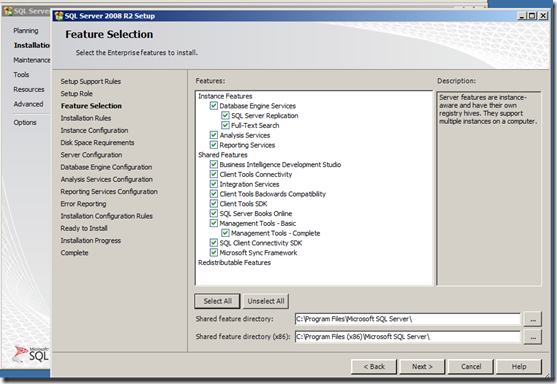 SQL Server
SQL Server 2008 R2 Setup
Feature Selection
Select the Enterprise features to install.
Planning
Installation
Maintenance
Tools
Resources
Advanced
Options
Setup Support Rules
Setup Role
Feature Selection
Installation Rules
Instance Configuration
Disk Space Requirements
Server Configuration
Database Engine Configuration
Analysis Services Configuration
Reporting Services Configuration
Error Reporting
Installation Configuration Rules
Ready to Install
Installation Progress
Complete
Features:
Instance Features
Database Engine Services
SQL Server Replication
Full-Text Search
Analysis Services
Reporting Services
Shared Features
Business Intelligence Development Studio
Client Tools Connectivity
Integration Services
Client Tools Backwards Compatibility
Client Tools SDK
SQL Server Books Online
Management Tools - Basic
Management Tools - Complete
SQL Client Connectivity SDK
Microsoft Sync Framework
Redistributable Features
Description:
Server features are instance-
aware and have their own
registry hives. They support
multiple instances on a computer.
Select All
Unselect All
Shared feature directory:
C:\Program Files\Microsoft SQL Server\
...
Shared feature directory (x86):
C:\Program Files (x86)\Microsoft SQL Server\
...
Microsoft
SQL
< Back
Next >
Cancel
Help